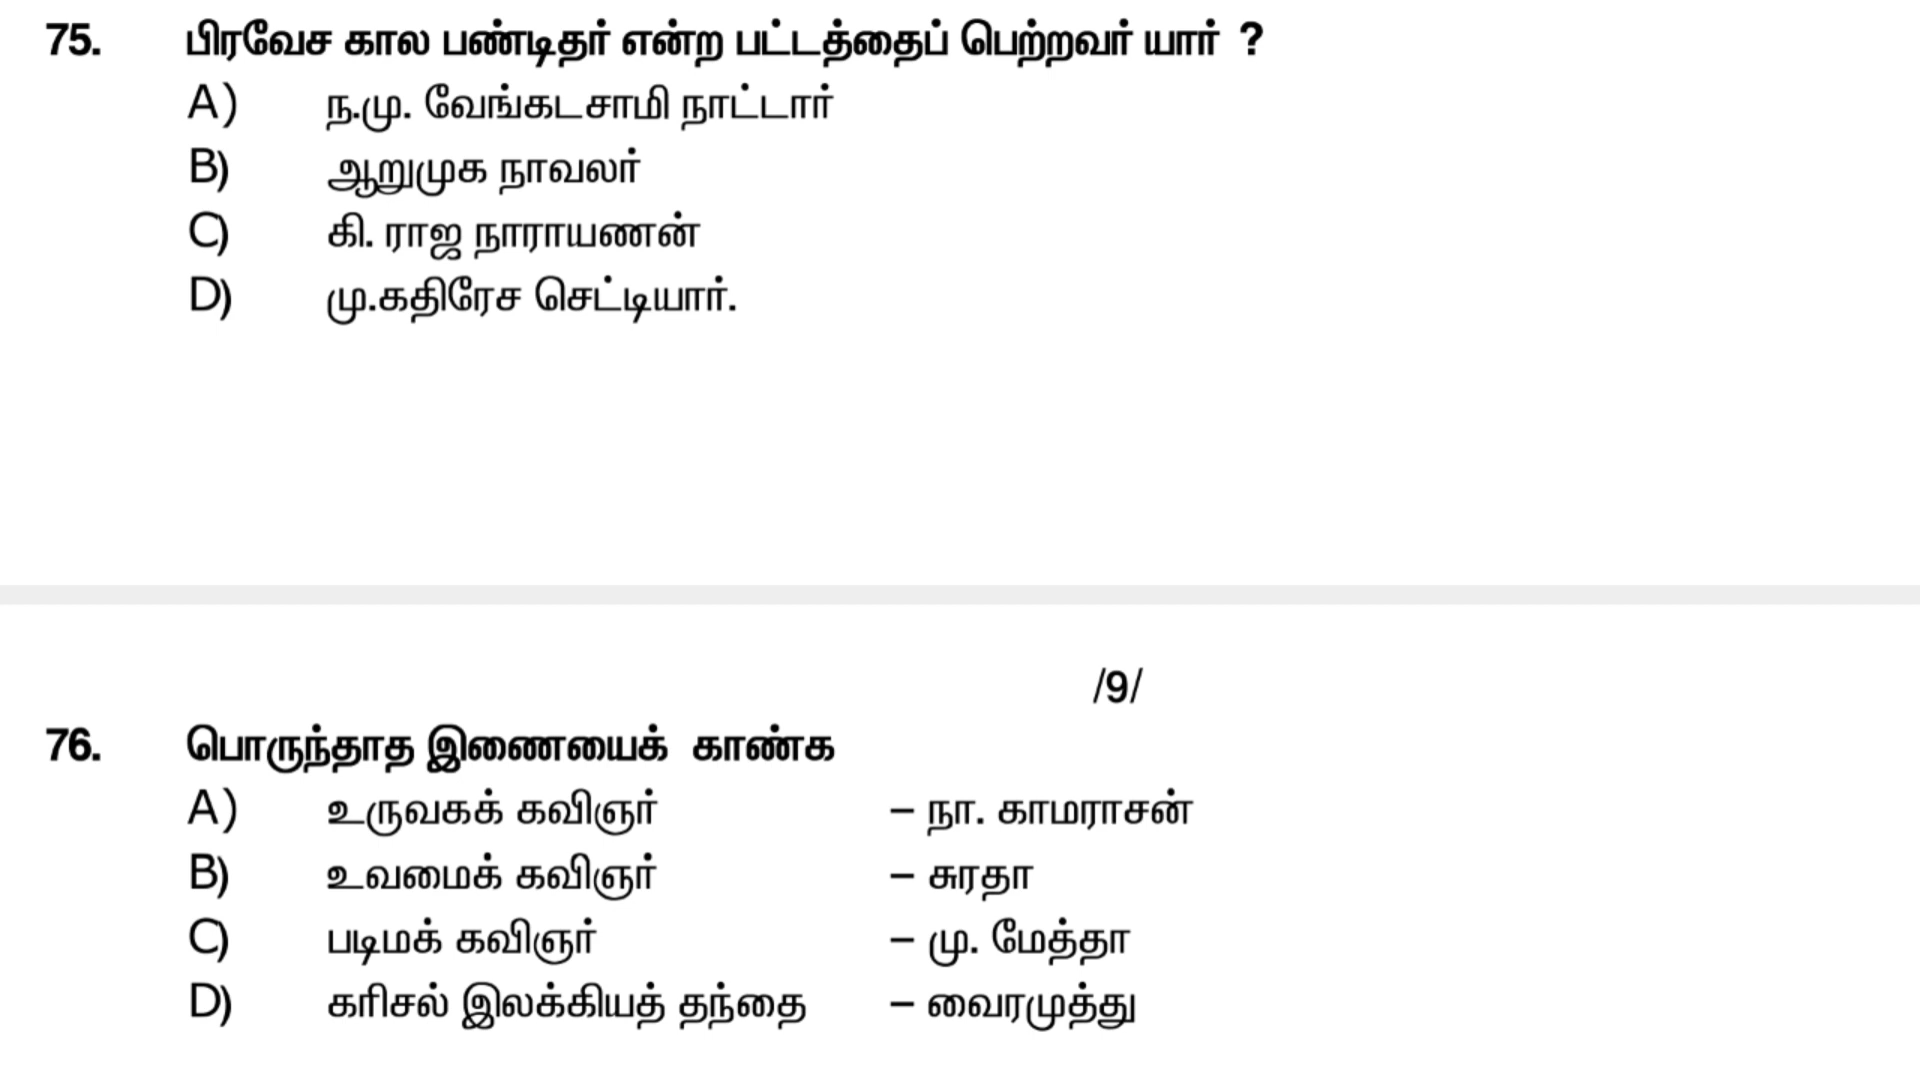 75. பிரவேச கால பண்டிதர் என்ற பட்டத்தைப் பெற்றவர் யார் ?
A) ந.மு. வேங்கடசாமி நாட்டார்
B) ஆறுமுக நாவலர்
C) கி. ராஜ நாராயணன்
D) மு.கதிரேச செட்டியார்.
/9/
76. பொருந்தாத இணையைக் காண்க
A) உருவகக் கவிஞர் – நா. காமராசன்
B) உவமைக் கவிஞர் – சுரதா
C) படிமக் கவிஞர் – மு. மேத்தா
D) கரிசல் இலக்கியத் தந்தை – வைரமுத்து